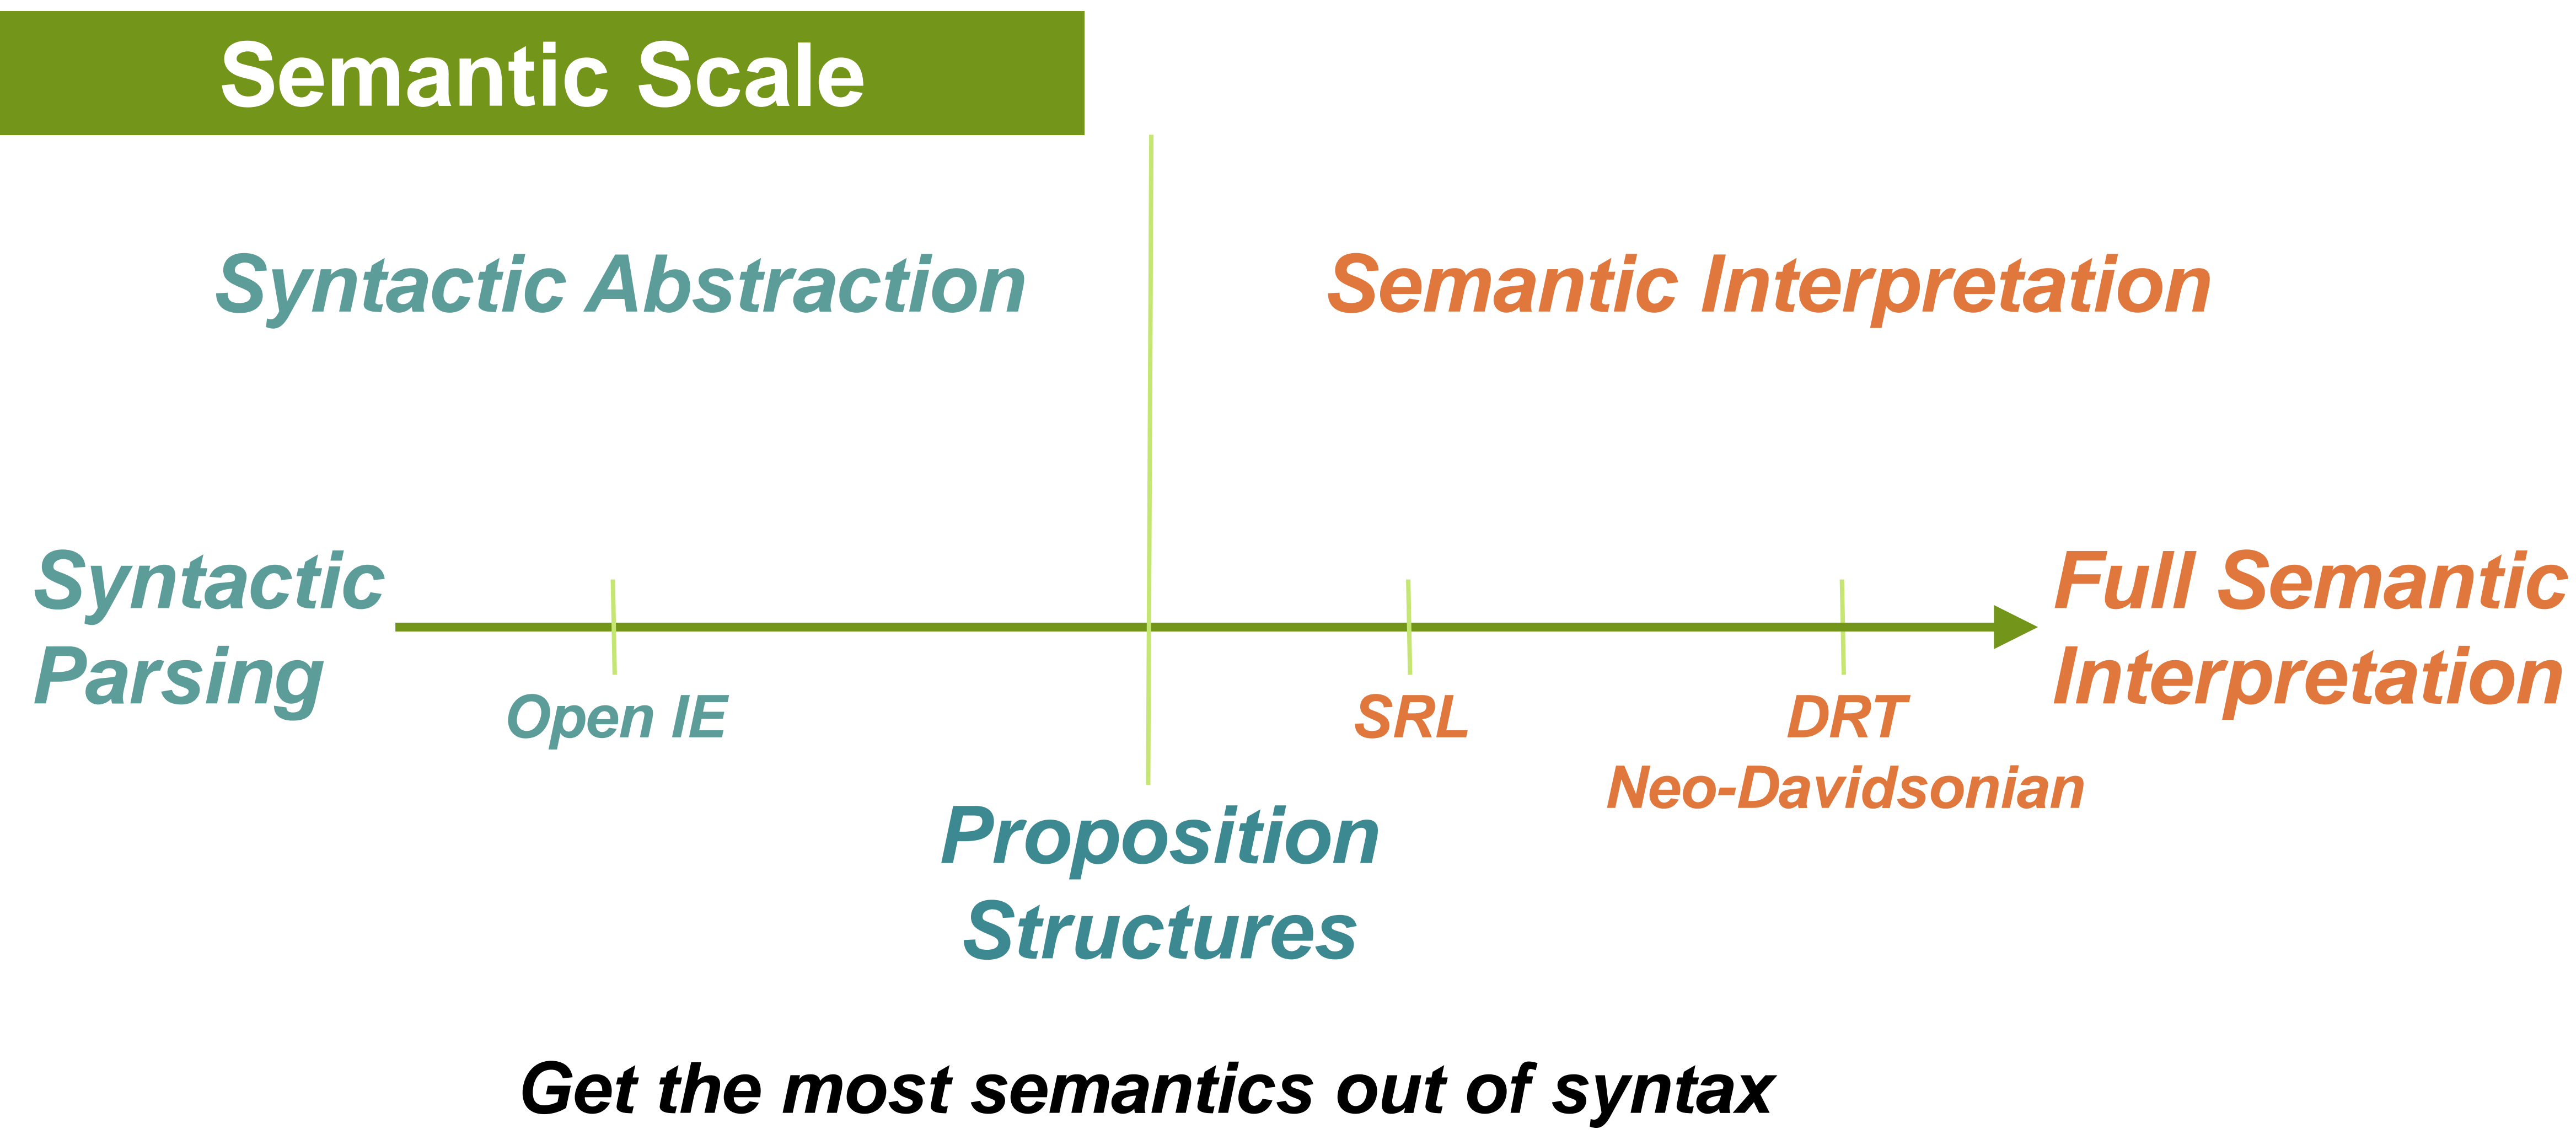 Semantic Scale
Syntactic Abstraction
Semantic Interpretation
Syntactic
Parsing
Full Semantic
Interpretation
Open IE
SRL
DRT
Neo-Davidsonian
Proposition
Structures
Get the most semantics out of syntax